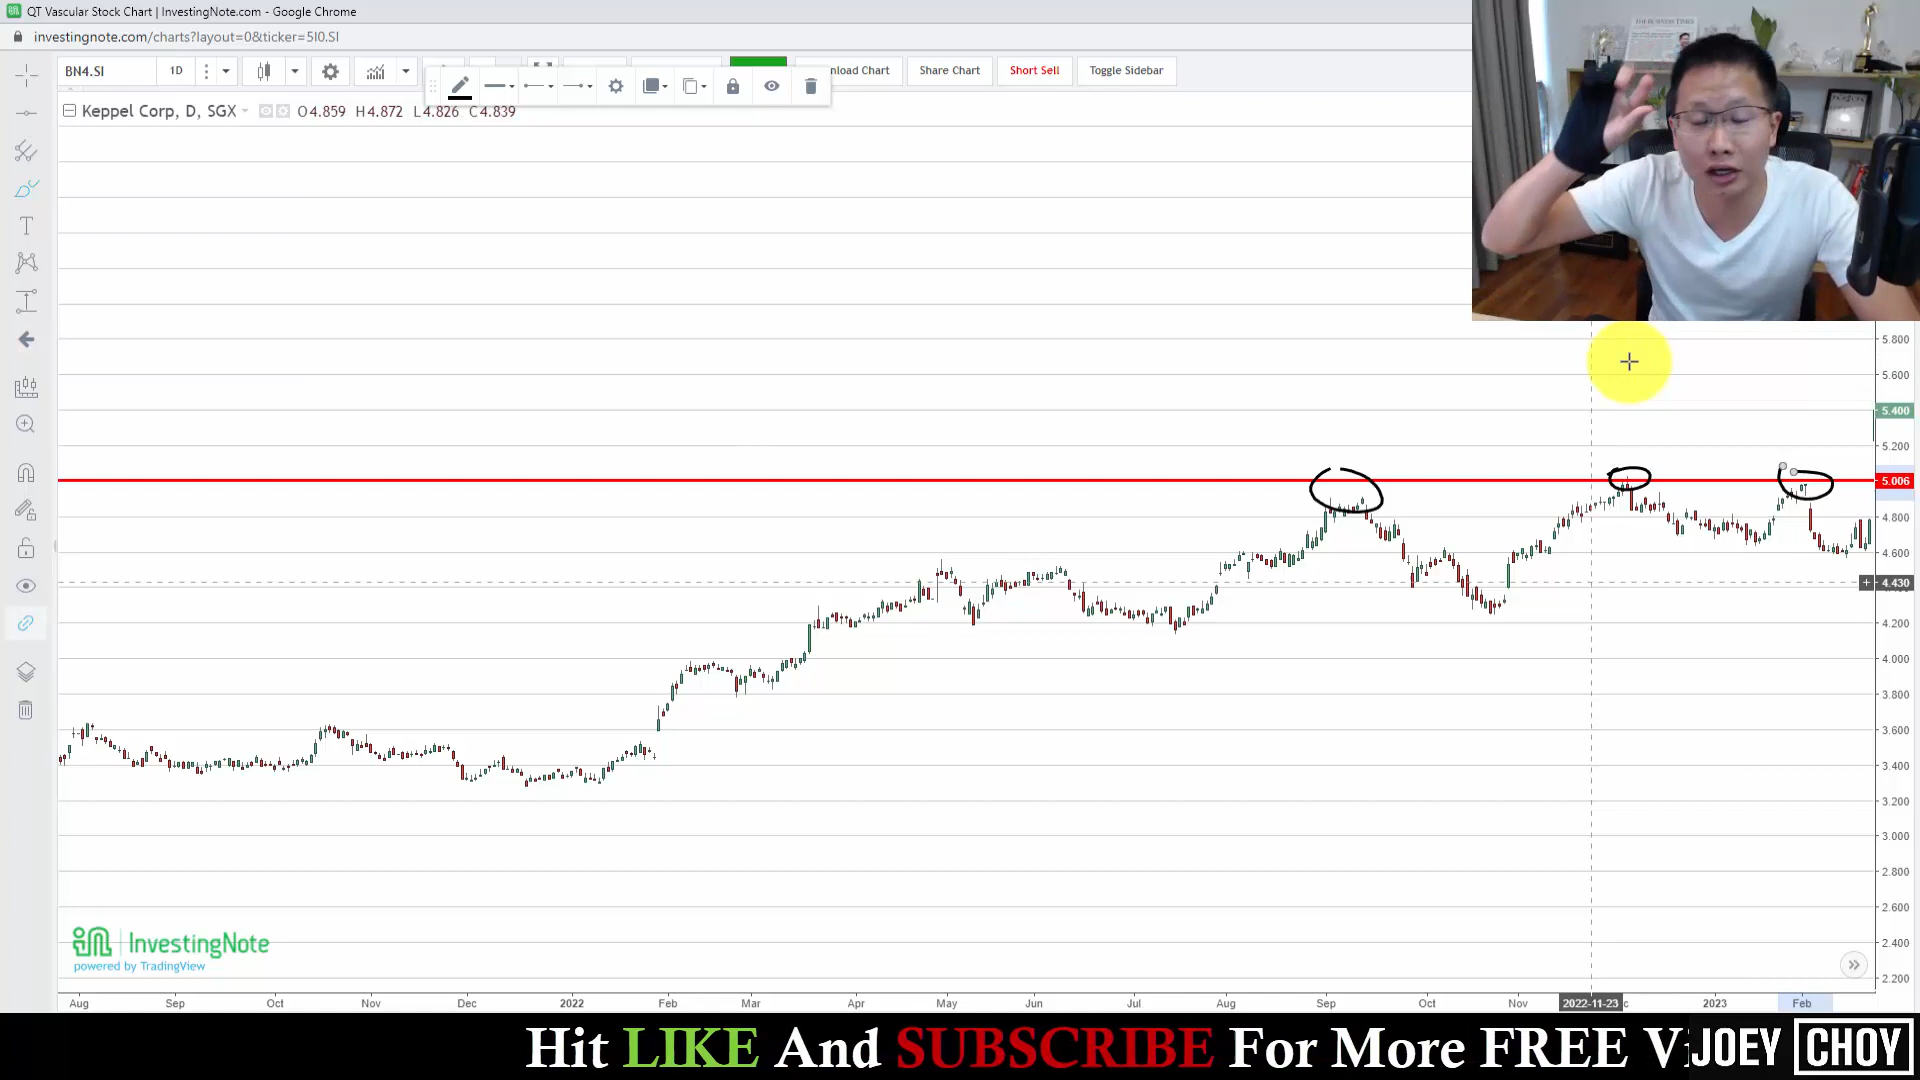 QT Vascular Stock Chart | InvestingNote.com - Google Chrome
investingnote.com/charts?layout=0&ticker=5I0.SI
BN4.SI 1D nload Chart Share Chart Short Sell Toggle Sidebar
Keppel Corp, D, SGX O4.859 H4.872 L4.826 C4.839
THE BUSINESS TIMES
5.800
5.600
5.400
5.200
5.006
4.800
4.600
4.430
4.200
4.000
3.800
3.600
3.400
3.200
3.000
2.800
2.600
2.400
2.200
InvestingNote
powered by TradingView
Aug Sep Oct Nov Dec 2022 Feb Mar Apr May Jun Jul Aug Sep Oct Nov 2022-11-23 c 2023 Feb
Hit LIKE And SUBSCRIBE For More FREE Vi
JOEY CHOY